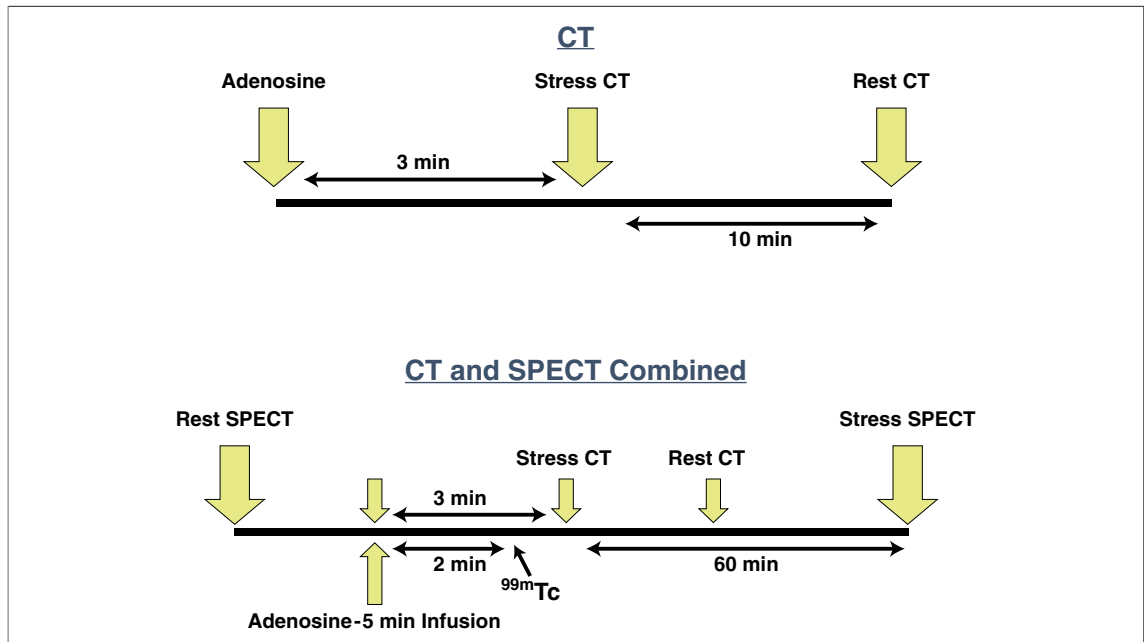 CT
Adenosine
Stress CT
Rest CT
3 min
10 min
CT and SPECT Combined
Rest SPECT
Stress SPECT
Stress CT
Rest CT
3 min
2 min
60 min
99mTc
Adenosine-5 min Infusion